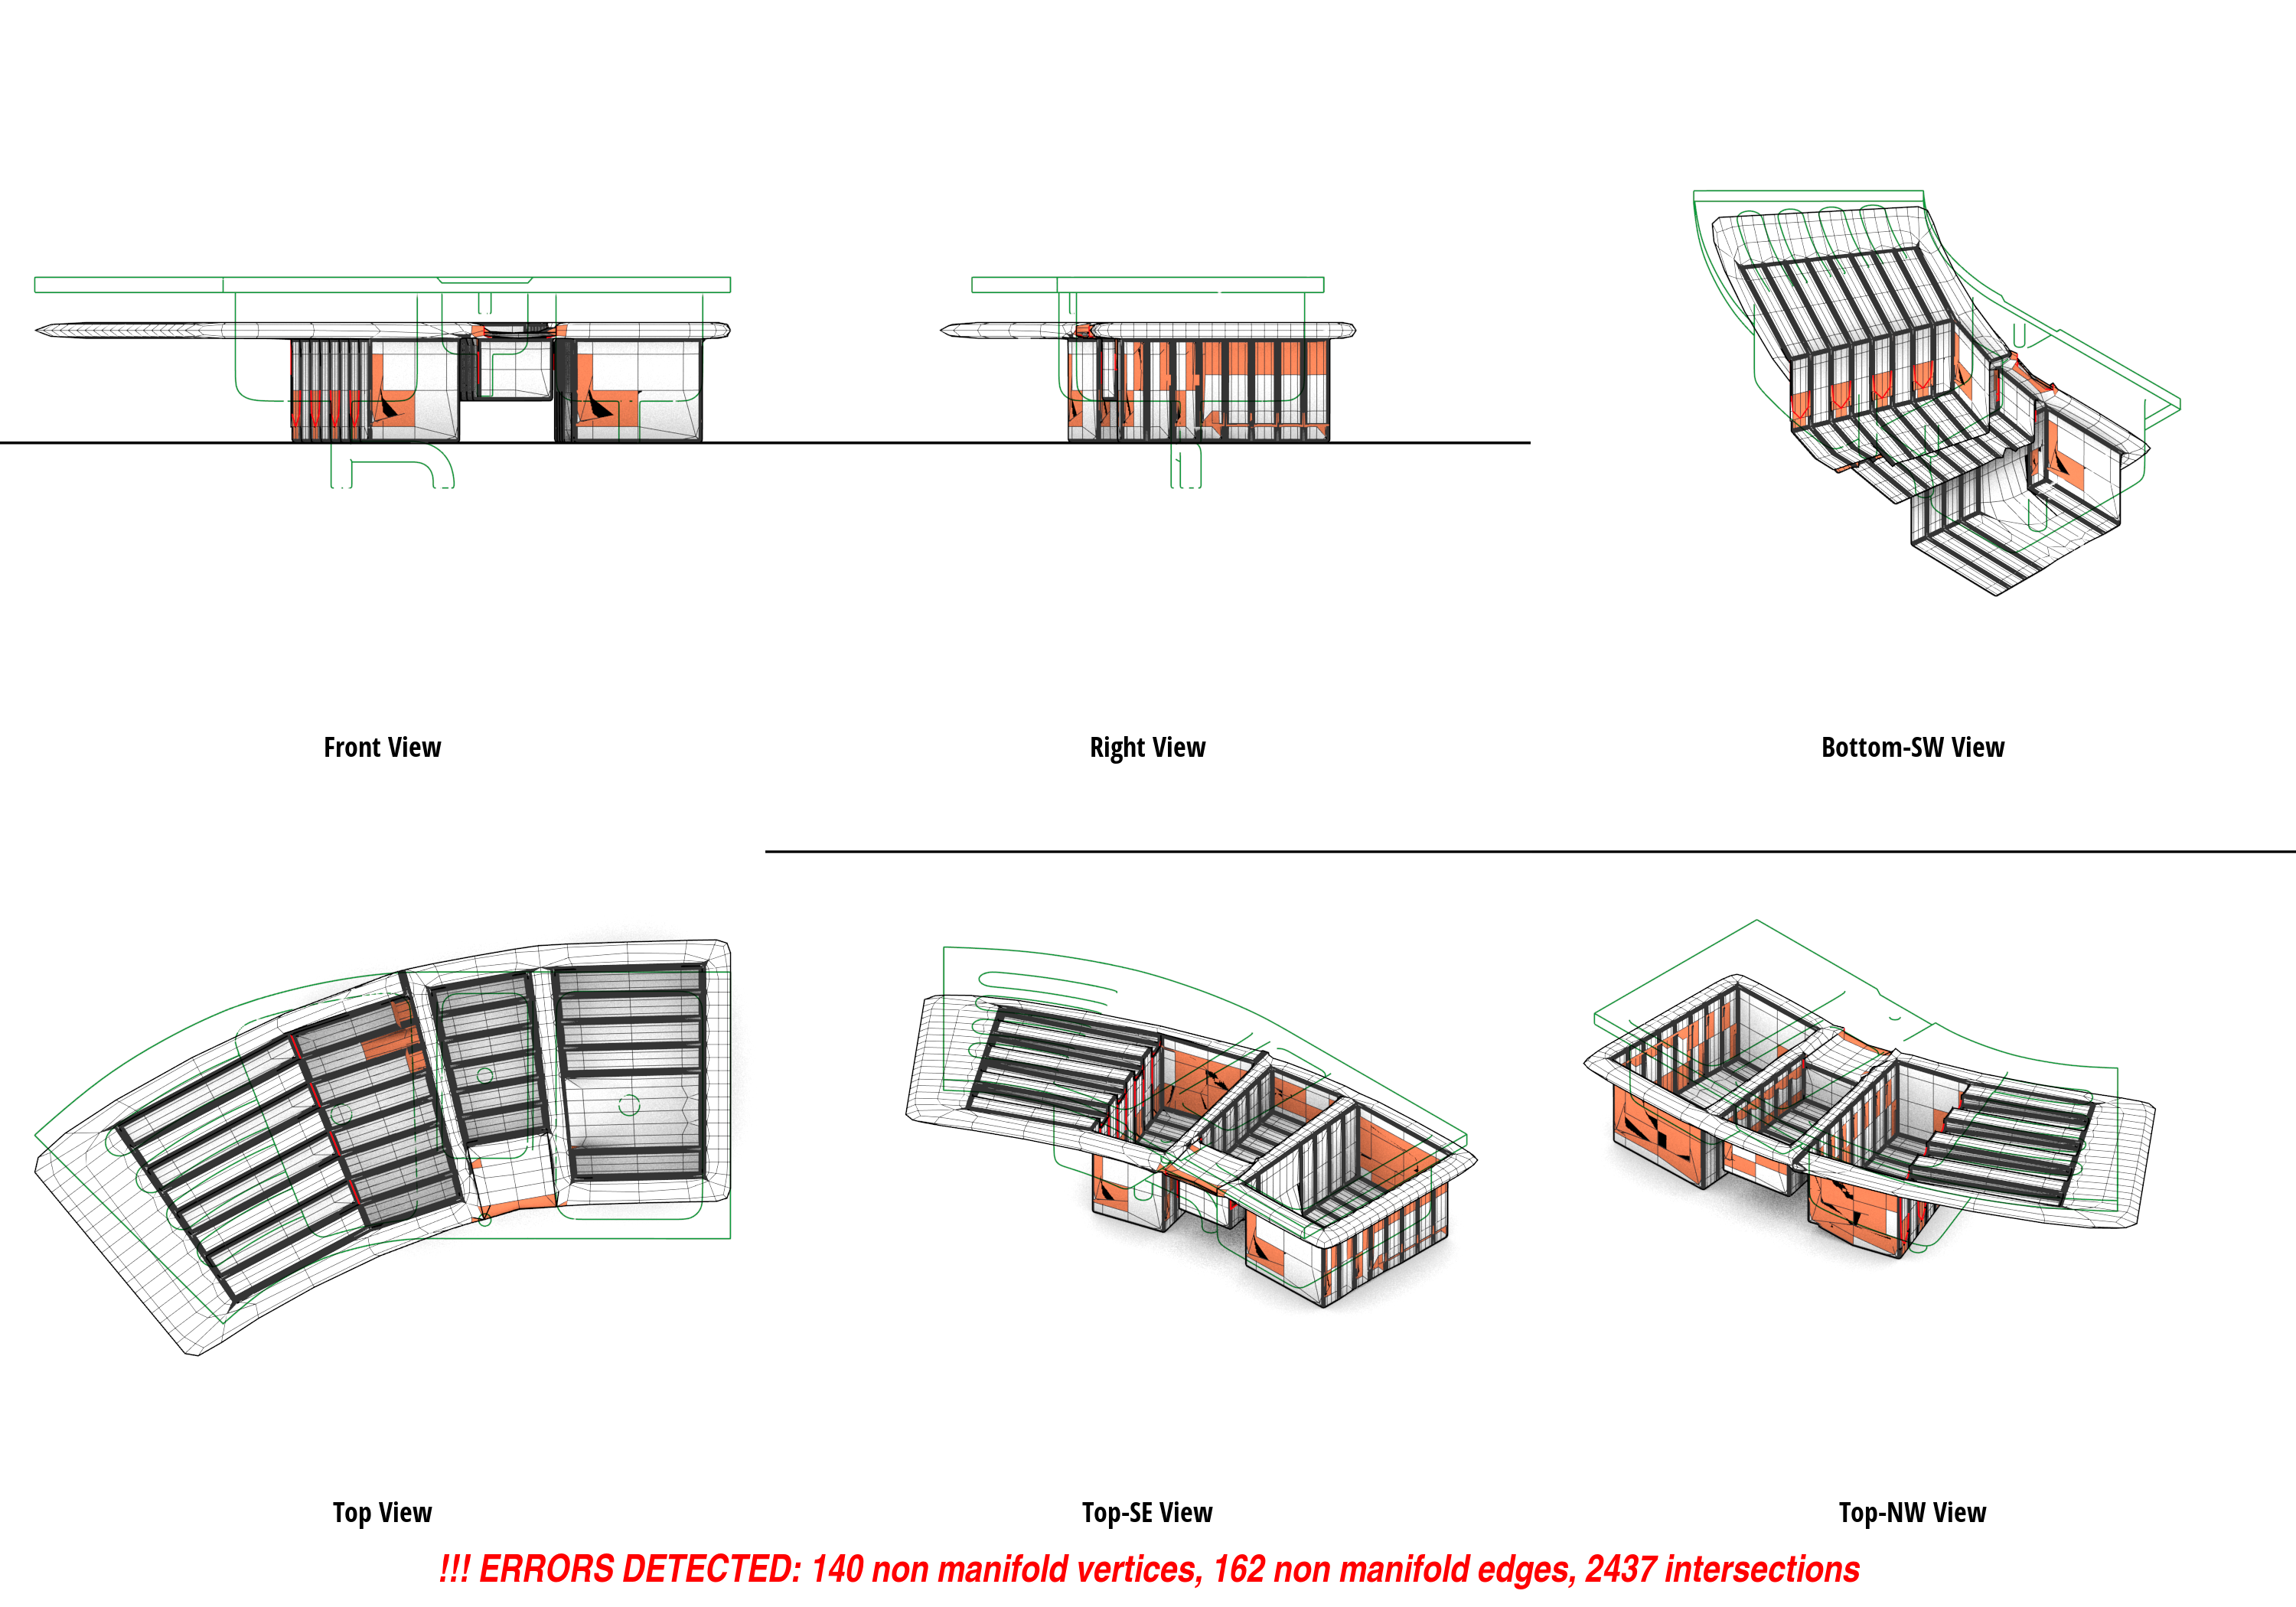 Front View
Right View
Bottom-SW View
Top View
Top-SE View
Top-NW View
!!! ERRORS DETECTED: 140 non manifold vertices, 162 non manifold edges, 2437 intersections